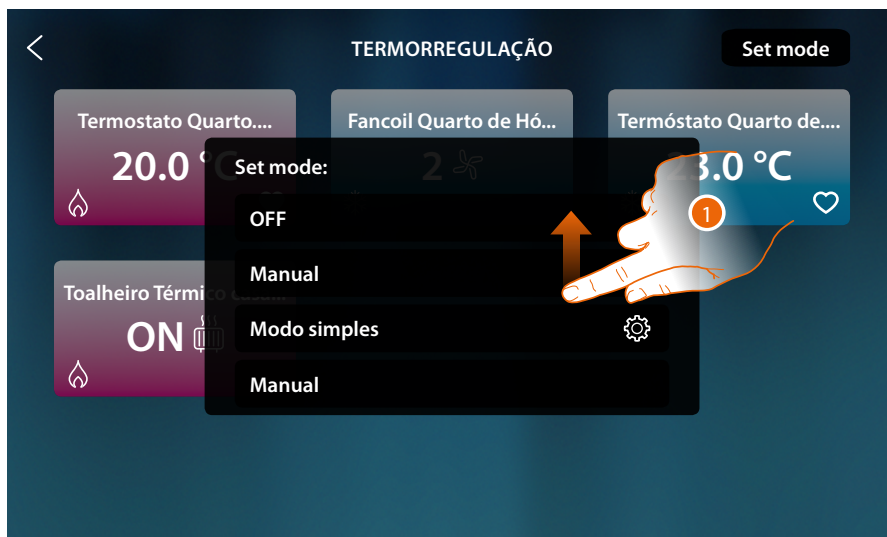 TERMORREGULAÇÃO
Set mode
Termostato Quarto....
Fancoil Quarto de Hó...
Termóstato Quarto de....
20.0 °C
2
3.0 °C
Set mode:
OFF
1
Manual
Toalheiro Térmico casa...
Modo simples
ON
Manual